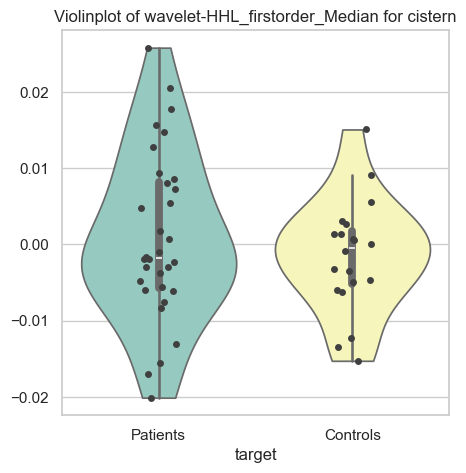 Violinplot of wavelet-HHL_firstorder_Median for cistern
0.02
0.01
0.00
−0.01
−0.02
Patients Controls
target